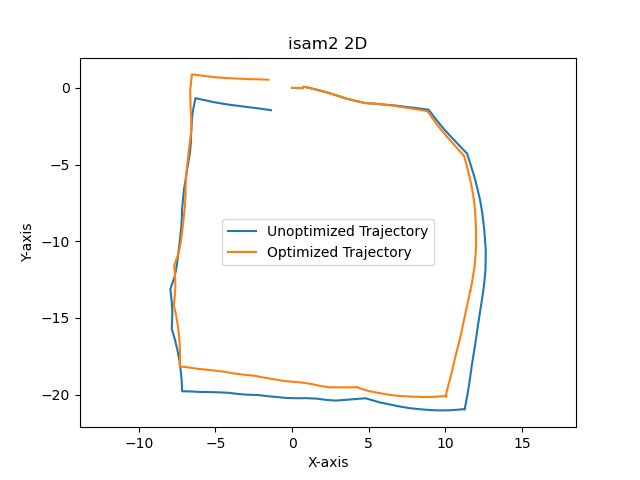 isam2 2D
0
−5
−10
−15
−20
Y-axis
Unoptimized Trajectory
Optimized Trajectory
−10
−5
0
5
10
15
X-axis